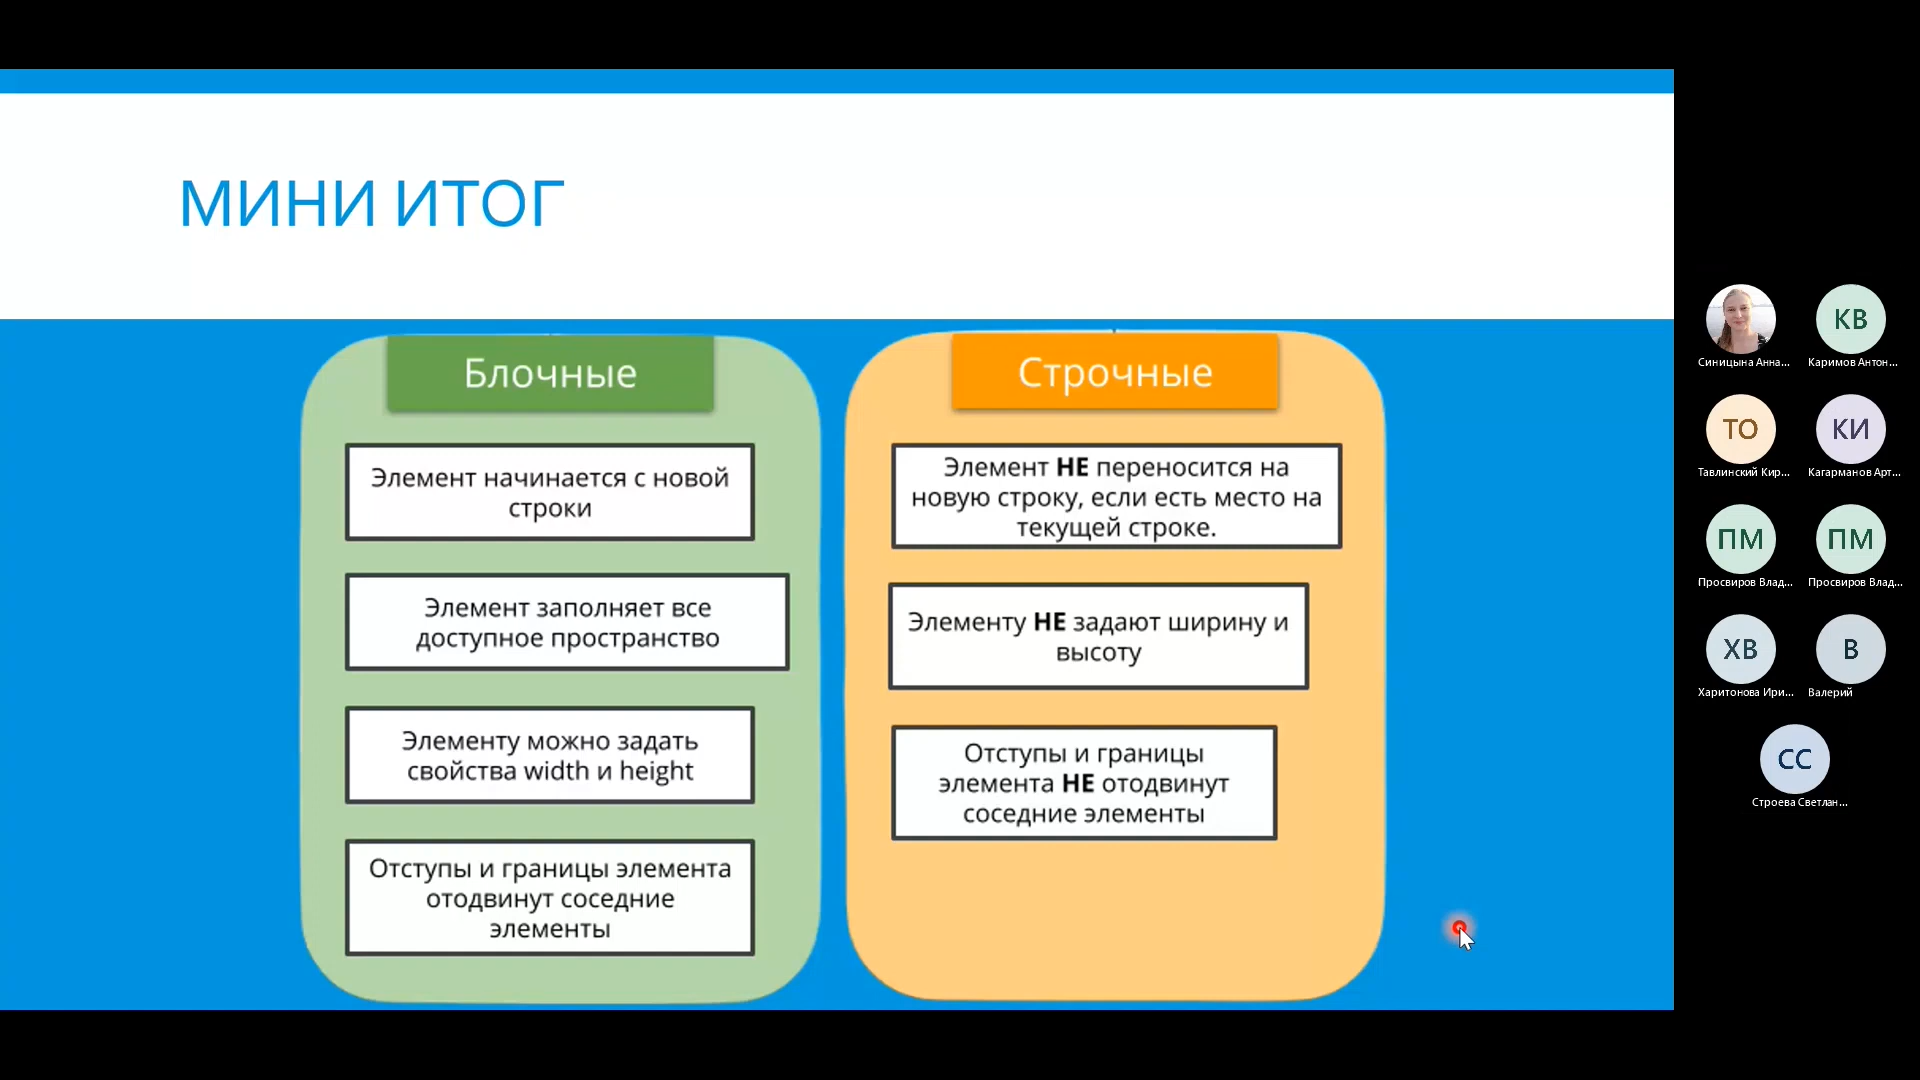 МИНИ ИТОГ
Блочные
Элемент начинается с новой
строки
Элемент заполняет все
доступное пространство
Элементу можно задать
свойства width и height
Отступы и границы элемента
отодвинут соседние
элементы
Строчные
Элемент НЕ переносится на
новую строку, если есть место на
текущей строке.
Элементу НЕ задают ширину и
высоту
Отступы и границы
элемента НЕ отодвинут
соседние элементы
Синицына Анна...
КВ
Каримов Антон...
ТО
Тавлинский Кир...
КИ
Кагарманов Арт...
ПМ
Просвиров Влад...
ПМ
Просвиров Влад...
ХВ
Харитонова Ири...
В
Валерий
СС
Строева Светлан...